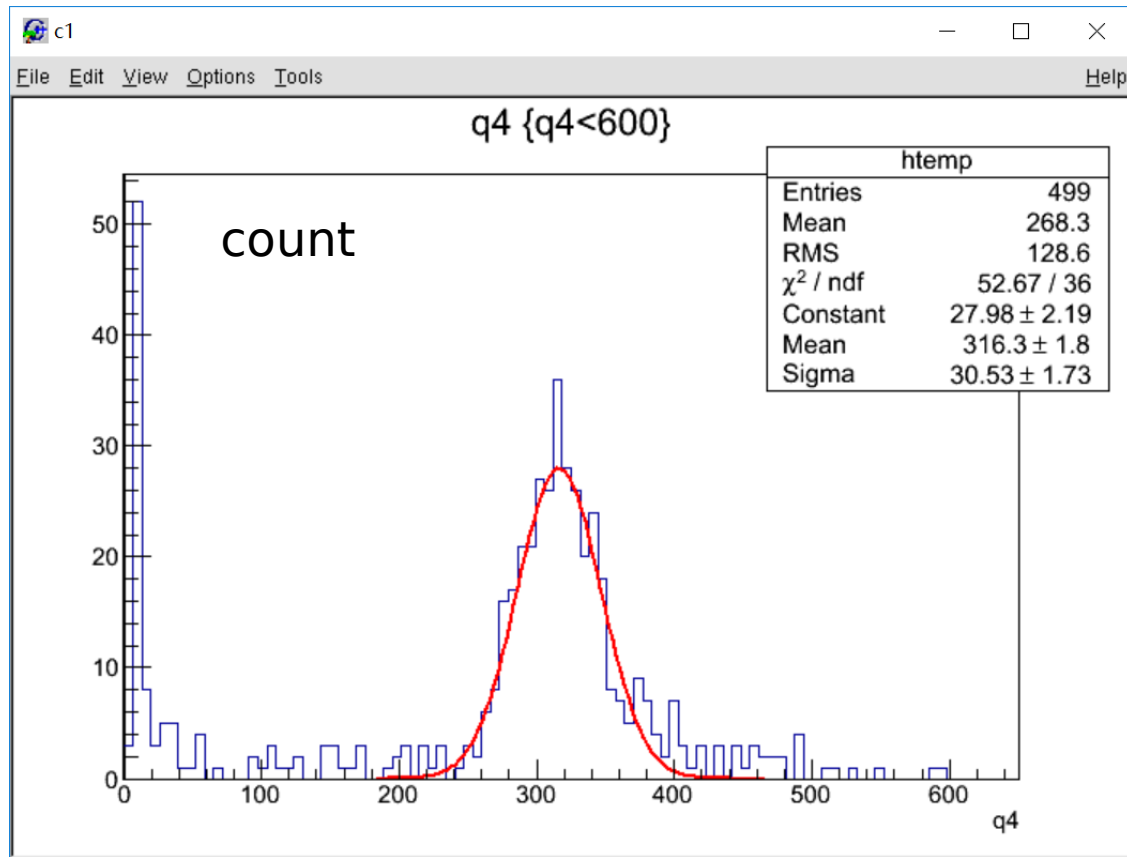 c1
File Edit View Options Tools Help
q4 {q4<600}
htemp
Entries 499
Mean 268.3
RMS 128.6
χ² / ndf 52.67 / 36
Constant 27.98 ± 2.19
Mean 316.3 ± 1.8
Sigma 30.53 ± 1.73
count
50
40
30
20
10
0
0 100 200 300 400 500 600
q4